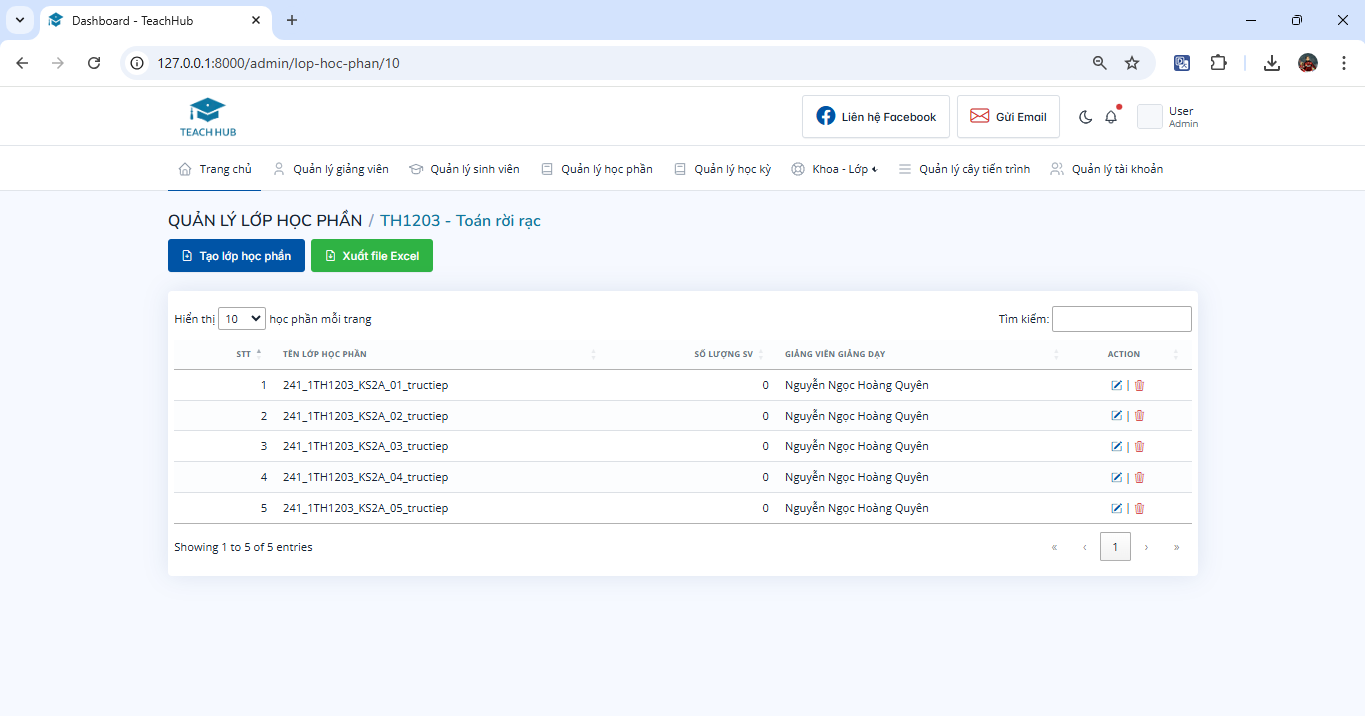 Dashboard - TeachHub
127.0.0.1:8000/admin/lop-hoc-phan/10
TEACH HUB
Liên hệ Facebook
Gửi Email
User
Admin
Trang chủ
Quản lý giảng viên
Quản lý sinh viên
Quản lý học phần
Quản lý học kỳ
Khoa - Lớp
Quản lý cây tiến trình
Quản lý tài khoản
QUẢN LÝ LỚP HỌC PHẦN / TH1203 - Toán rời rạc
Tạo lớp học phần
Xuất file Excel
Hiển thị 10 học phần mỗi trang
Tìm kiếm:
STT TÊN LỚP HỌC PHẦN SỐ LƯỢNG SV GIẢNG VIÊN GIẢNG DẠY ACTION
1 241_1TH1203_KS2A_01_tructiep 0 Nguyễn Ngọc Hoàng Quyên |
2 241_1TH1203_KS2A_02_tructiep 0 Nguyễn Ngọc Hoàng Quyên |
3 241_1TH1203_KS2A_03_tructiep 0 Nguyễn Ngọc Hoàng Quyên |
4 241_1TH1203_KS2A_04_tructiep 0 Nguyễn Ngọc Hoàng Quyên |
5 241_1TH1203_KS2A_05_tructiep 0 Nguyễn Ngọc Hoàng Quyên |
Showing 1 to 5 of 5 entries
« ‹ 1 › »